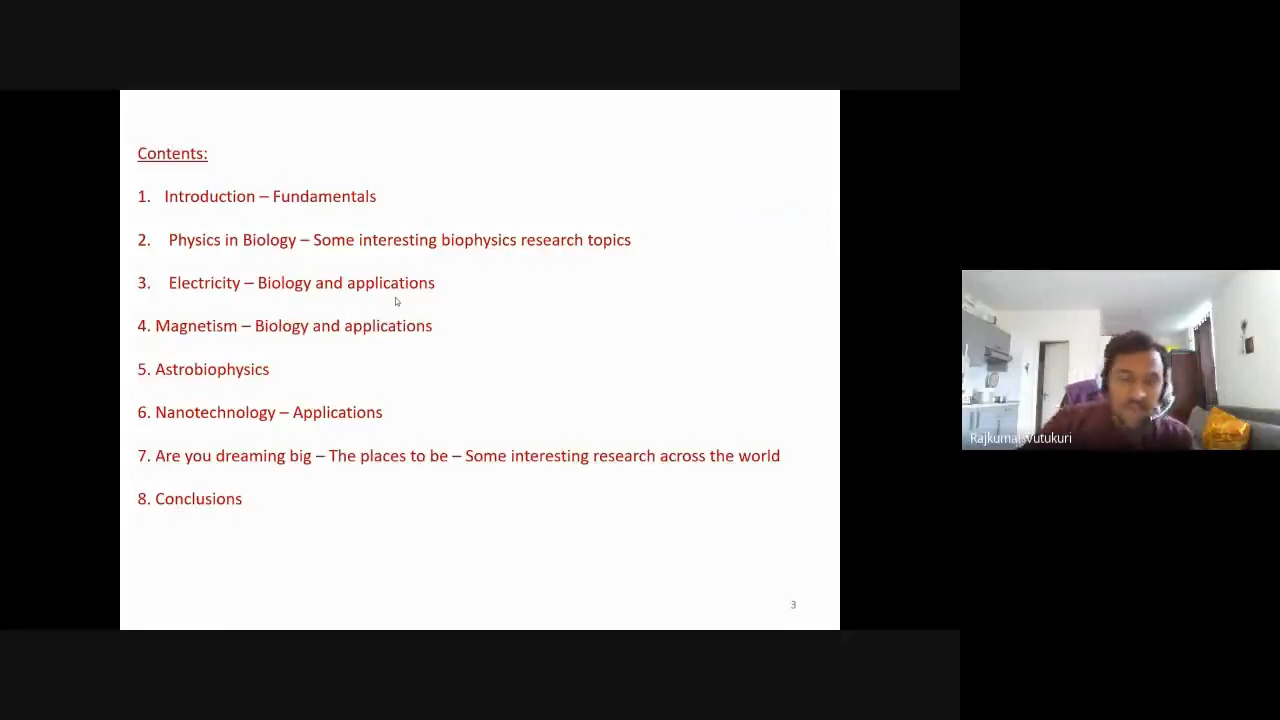 Contents:
1. Introduction – Fundamentals
2. Physics in Biology – Some interesting biophysics research topics
3. Electricity – Biology and applications
4. Magnetism – Biology and applications
5. Astrobiophysics
6. Nanotechnology – Applications
7. Are you dreaming big – The places to be – Some interesting research across the world
8. Conclusions
3
Rajkumar Vutukuri